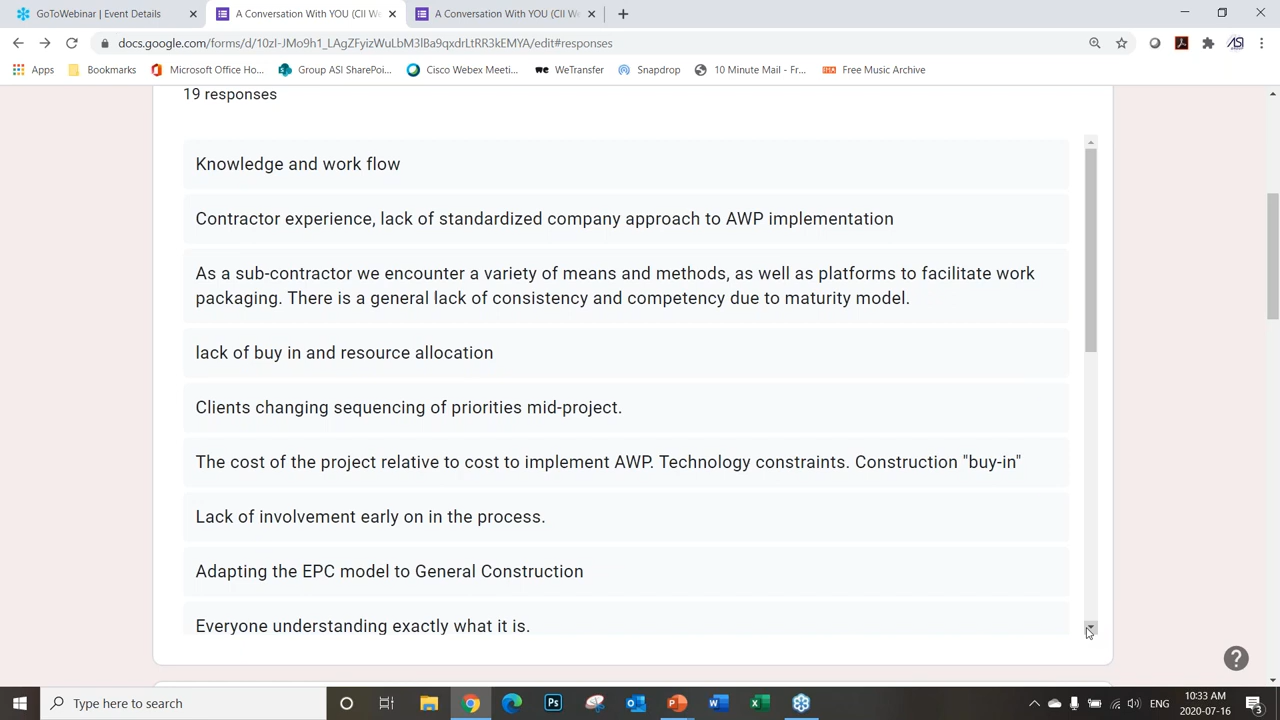 GoToWebinar | Event Details
A Conversation With YOU (CII We
A Conversation With YOU (CII We
docs.google.com/forms/d/10zI-JMo9h1_LAgZFyizWuLbM3lBa9qxdrLtRR3kEMYA/edit#responses
Apps
Bookmarks
Microsoft Office Ho...
Group ASI SharePoi...
Cisco Webex Meeti...
WeTransfer
Snapdrop
10 Minute Mail - Fr...
Free Music Archive
19 responses
Knowledge and work flow
Contractor experience, lack of standardized company approach to AWP implementation
As a sub-contractor we encounter a variety of means and methods, as well as platforms to facilitate work
packaging. There is a general lack of consistency and competency due to maturity model.
lack of buy in and resource allocation
Clients changing sequencing of priorities mid-project.
The cost of the project relative to cost to implement AWP. Technology constraints. Construction "buy-in"
Lack of involvement early on in the process.
Adapting the EPC model to General Construction
Everyone understanding exactly what it is.
Type here to search
ENG
10:33 AM
2020-07-16
3